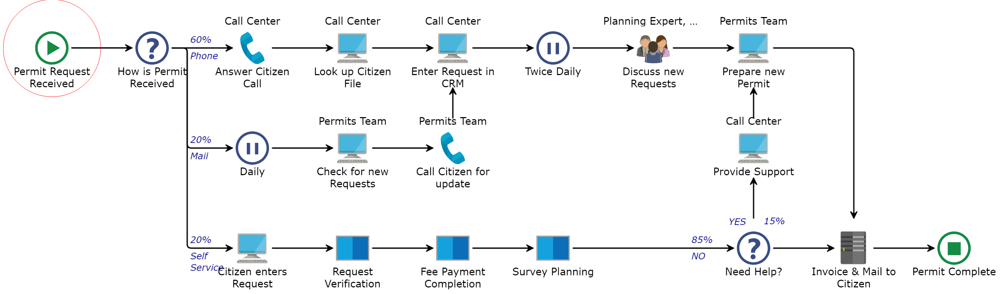 Call Center
Call Center
Call Center
Planning Expert, ...
Permits Team
60%
Phone
Permit Request
Received
How is Permit
Received
Answer Citizen
Call
Look up Citizen
File
Enter Request in
CRM
Twice Daily
Discuss new
Requests
Prepare new
Permit
Permits Team
Permits Team
Call Center
20%
Mail
Daily
Check for new
Requests
Call Citizen for
update
Provide Support
YES
15%
20%
Self
Service
85%
NO
Citizen enters
Request
Request
Verification
Fee Payment
Completion
Survey Planning
Need Help?
Invoice & Mail to
Citizen
Permit Complete